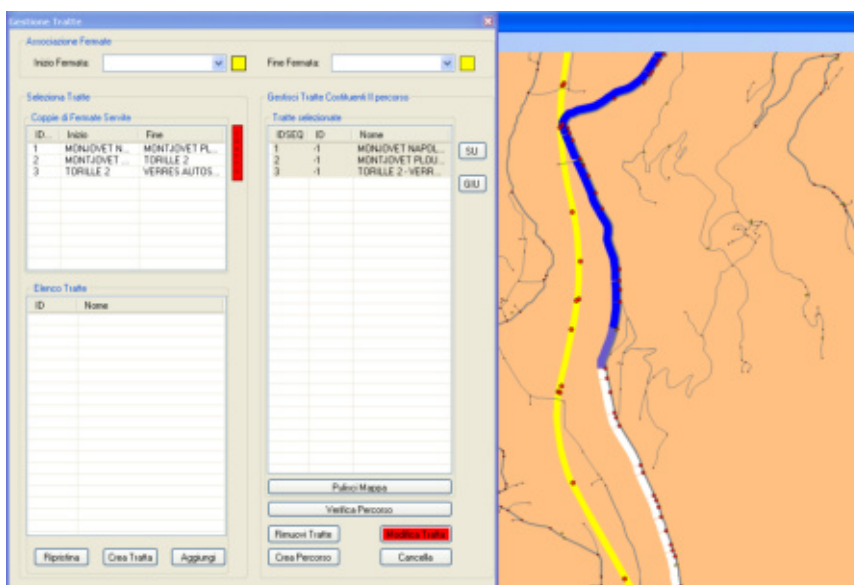 Gestione Tratte
Associazione Fermate
Inizio Fermata: Fine Fermata:
Seleziona Tratte
Gestisci Tratte Costituenti Il percorso
Coppie di Fermate Servite
Tratte selezionate
ID... Inizio Fine
1 MONJOVET N... MONTJOVET PL...
2 MONTJOVET ... TORILLE 2
3 TORILLE 2 VERRES AUTOS...
IDSEQ ID Nome
1 -1 MONJOVET NAPOL...
2 -1 MONTJOVET PLOU...
3 -1 TORILLE 2 - VERR...
SU
GIU
Elenco Tratte
ID Nome
Pulisci Mappa
Verifica Percorso
Rimuovi Tratte Modifica Tratta
Ripristina Crea Tratta Aggiungi Crea Percorso Cancella